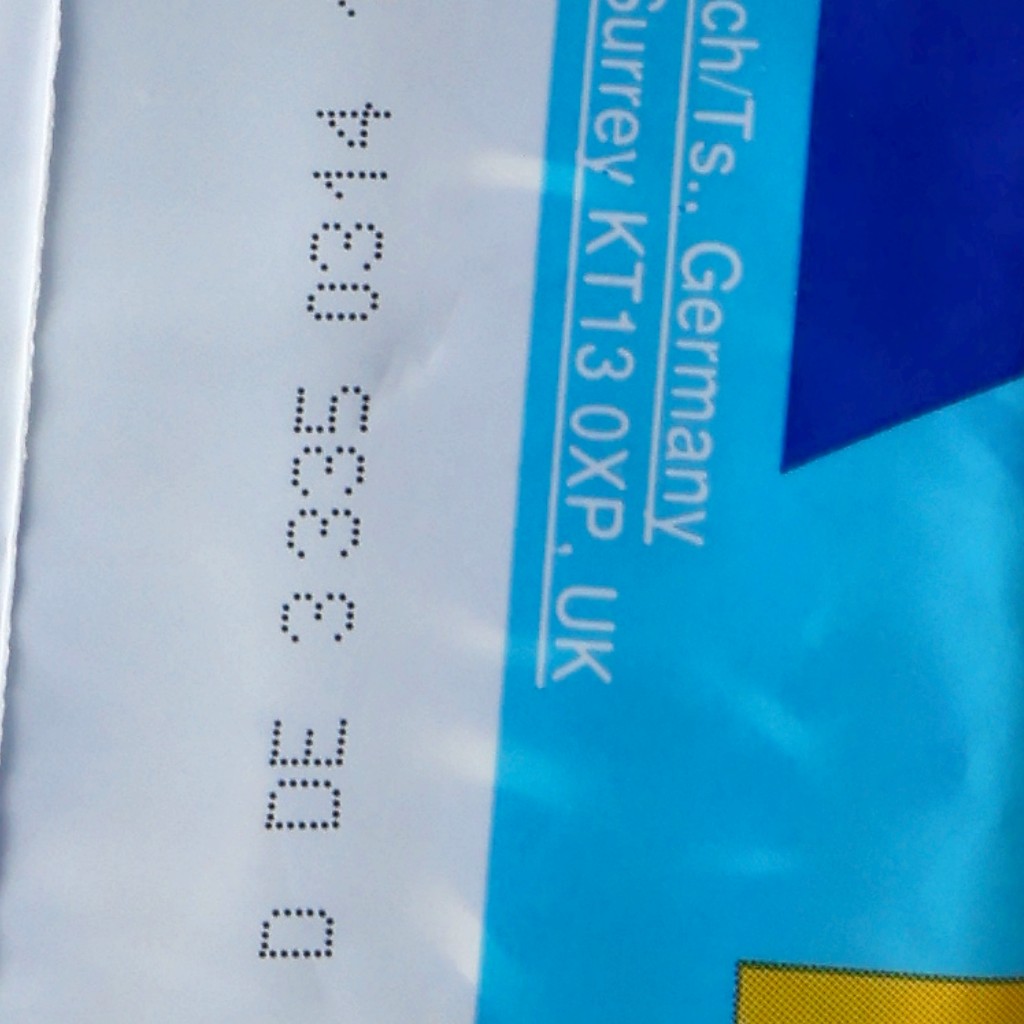 ch/Ts., Germany
Surrey KT13 0XP, UK
D DE 3 335 0314